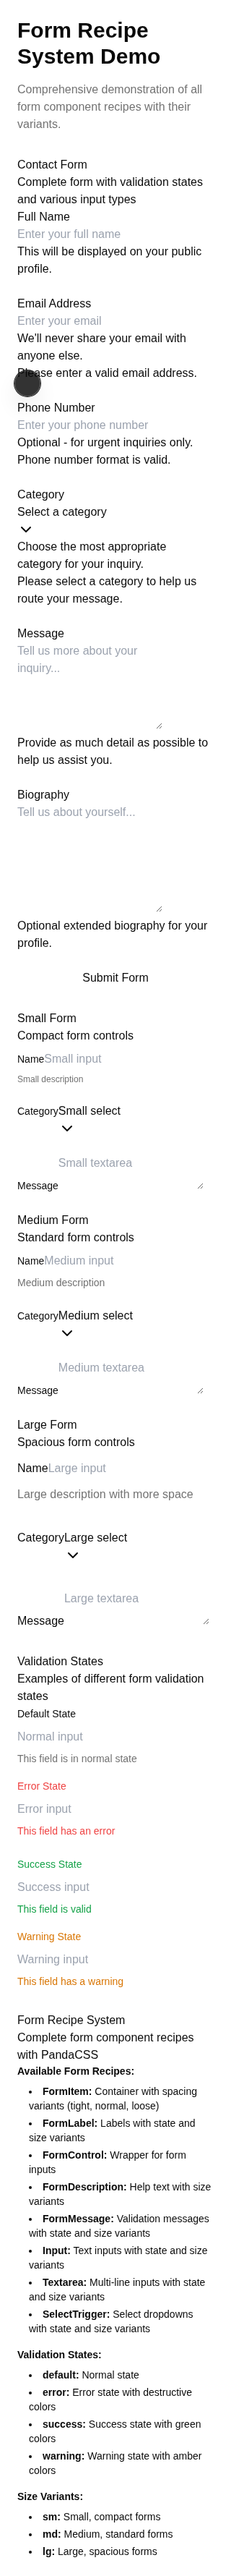 Form Recipe
System Demo
Comprehensive demonstration of all
form component recipes with their
variants.
Contact Form
Complete form with validation states
and various input types
Full Name
Enter your full name
This will be displayed on your public
profile.
Email Address
Enter your email
We'll never share your email with
anyone else.
Please enter a valid email address.
Phone Number
Enter your phone number
Optional - for urgent inquiries only.
Phone number format is valid.
Category
Select a category
Choose the most appropriate
category for your inquiry.
Please select a category to help us
route your message.
Message
Tell us more about your
inquiry...
Provide as much detail as possible to
help us assist you.
Biography
Tell us about yourself...
Optional extended biography for your
profile.
Submit Form
Small Form
Compact form controls
Name Small input
Small description
Category Small select
Small textarea
Message
Medium Form
Standard form controls
Name Medium input
Medium description
Category Medium select
Medium textarea
Message
Large Form
Spacious form controls
Name Large input
Large description with more space
Category Large select
Large textarea
Message
Validation States
Examples of different form validation
states
Default State
Normal input
This field is in normal state
Error State
Error input
This field has an error
Success State
Success input
This field is valid
Warning State
Warning input
This field has a warning
Form Recipe System
Complete form component recipes
with PandaCSS
Available Form Recipes:
• FormItem: Container with spacing
variants (tight, normal, loose)
• FormLabel: Labels with state and
size variants
• FormControl: Wrapper for form
inputs
• FormDescription: Help text with size
variants
• FormMessage: Validation messages
with state and size variants
• Input: Text inputs with state and size
variants
• Textarea: Multi-line inputs with state
and size variants
• SelectTrigger: Select dropdowns
with state and size variants
Validation States:
• default: Normal state
• error: Error state with destructive
colors
• success: Success state with green
colors
• warning: Warning state with amber
colors
Size Variants:
• sm: Small, compact forms
• md: Medium, standard forms
• lg: Large, spacious forms